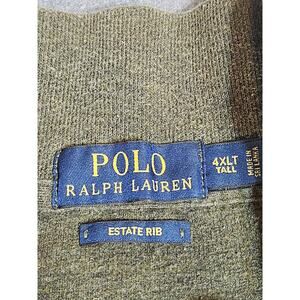 POLO
RALPH LAUREN
4XLT
TALL
MADE IN
SRI LANKA
ESTATE RIB